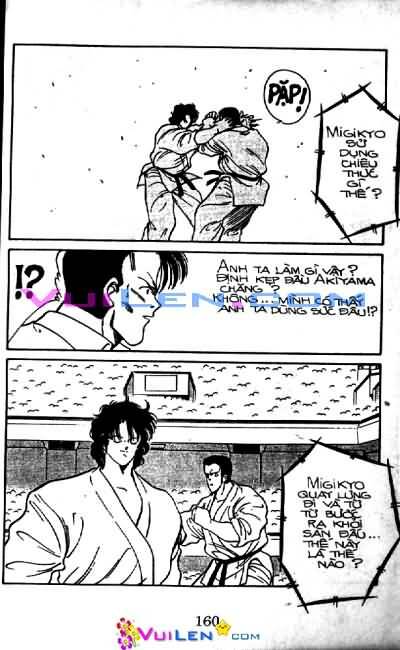 PẶP!
MIGIKYO
SỬ
DỤNG
CHIÊU
THỨC
GÌ
THẾ?
!?
ANH TA LÀM GÌ VẬY?
ĐỊNH KẸP ĐẦU AKIYAMA
CHĂNG?
KHÔNG... MÌNH CÓ THẤY
ANH TA DÙNG SỨC ĐÂU!?
VUILEN.COM
MIGIKYO
QUAY LƯNG
ĐI VÀ TỪ
TỪ BƯỚC
RA KHỎI
SÀN ĐẤU...
THẾ NÀY
LÀ THẾ
NÀO?
160
VUILEN.COM